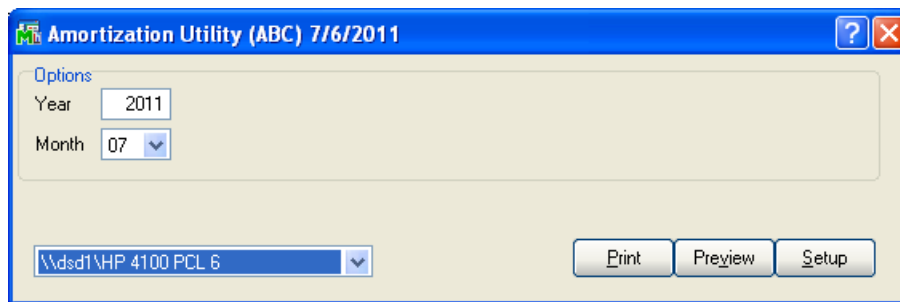 Amortization Utility (ABC) 7/6/2011
Options
Year 2011
Month 07
\\dsd1\HP 4100 PCL 6
Print Preview Setup